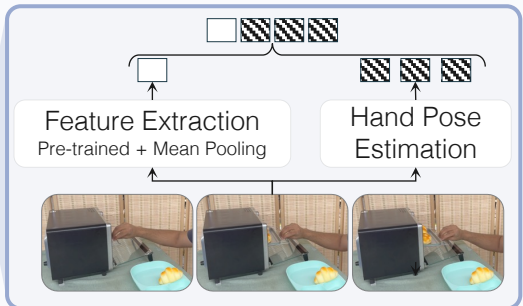 Feature Extraction
Pre-trained + Mean Pooling
Hand Pose
Estimation